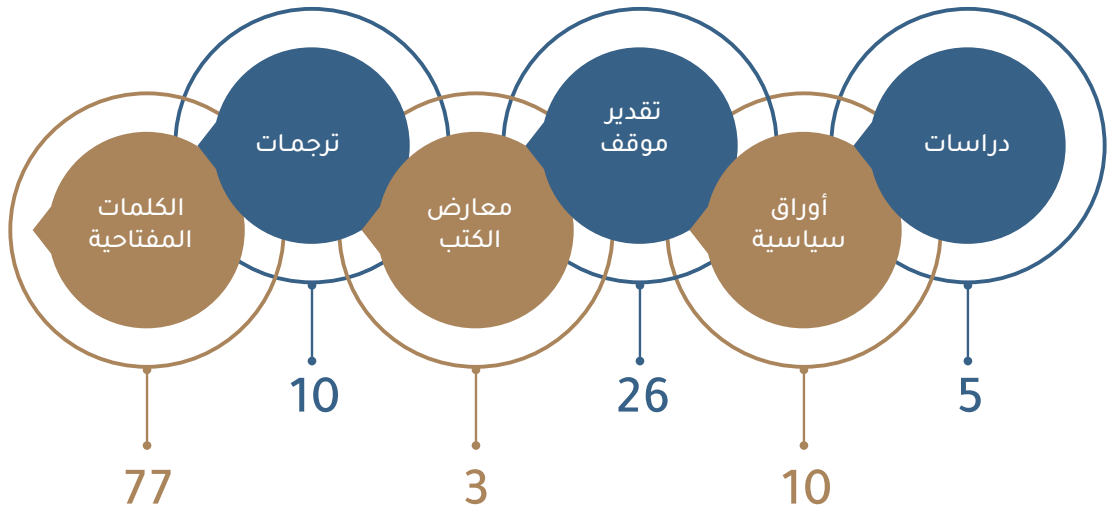 دراسات
5
أوراق
سياسية
10
تقدير
موقف
26
معارض
الكتب
3
ترجمات
10
الكلمات
المفتاحية
77